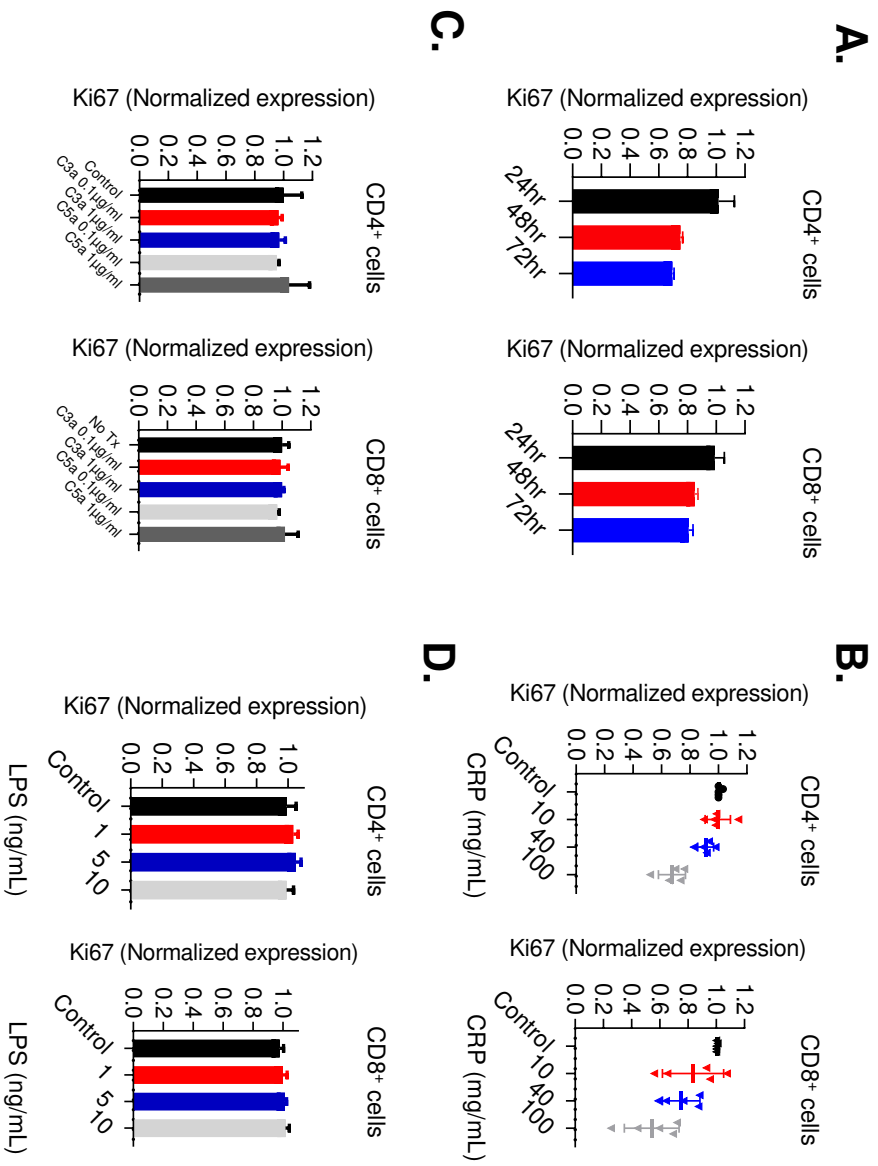 A.
CD4+ cells
Ki67 (Normalized expression)
1.2
1.0
0.8
0.6
0.4
0.2
0.0
24hr
48hr
72hr
CD8+ cells
Ki67 (Normalized expression)
1.2
1.0
0.8
0.6
0.4
0.2
0.0
24hr
48hr
72hr
B.
CD4+ cells
Ki67 (Normalized expression)
1.2
1.0
0.8
0.6
0.4
0.2
0.0
Control
10
40
100
CRP (mg/mL)
CD8+ cells
Ki67 (Normalized expression)
1.2
1.0
0.8
0.6
0.4
0.2
0.0
Control
10
40
100
CRP (mg/mL)
C.
CD4+ cells
Ki67 (Normalized expression)
1.2
1.0
0.8
0.6
0.4
0.2
0.0
Control
C3a 0.1µg/ml
C3a 1µg/ml
C5a 0.1µg/ml
C5a 1µg/ml
CD8+ cells
Ki67 (Normalized expression)
1.2
1.0
0.8
0.6
0.4
0.2
0.0
No Tx
C3a 0.1µg/ml
C3a 1µg/ml
C5a 0.1µg/ml
C5a 1µg/ml
D.
CD4+ cells
Ki67 (Normalized expression)
1.0
0.8
0.6
0.4
0.2
0.0
Control
1
5
10
LPS (ng/mL)
CD8+ cells
Ki67 (Normalized expression)
1.0
0.8
0.6
0.4
0.2
0.0
Control
1
5
10
LPS (ng/mL)